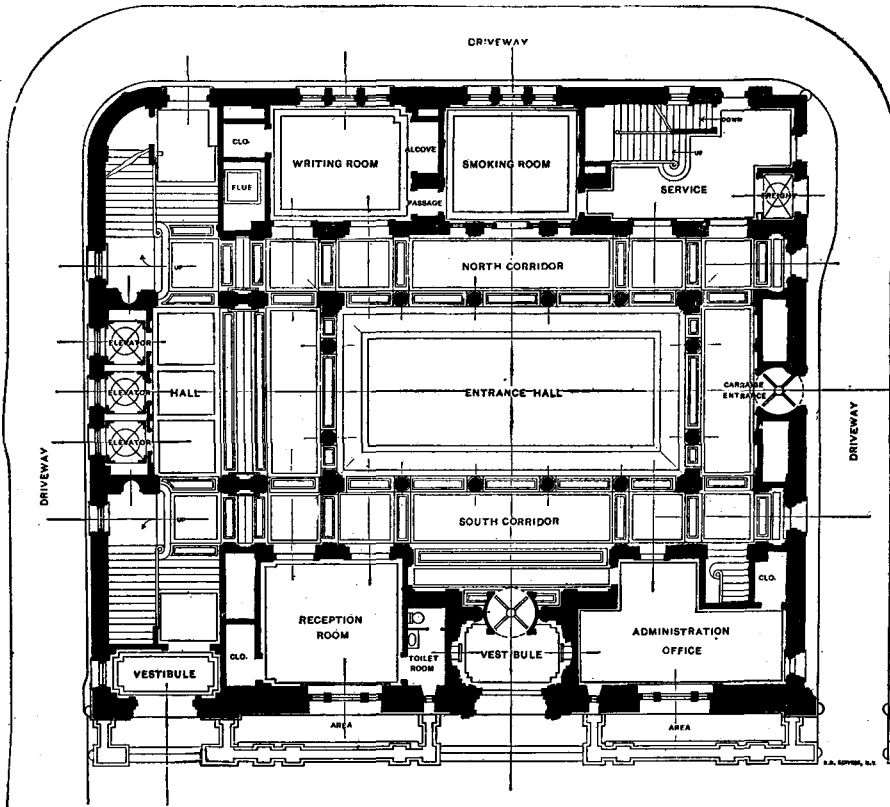 DRIVEWAY
CLO.
WRITING ROOM
ALCOVE
SMOKING ROOM
DOWN
UP
FLUE
PASSAGE
SERVICE
FREIGHT
NORTH CORRIDOR
UP
ELEVATOR
ELEVATOR
HALL
ENTRANCE HALL
CARRIAGE
ENTRANCE
ELEVATOR
DRIVEWAY
DRIVEWAY
UP
SOUTH CORRIDOR
CLO.
RECEPTION
ROOM
ADMINISTRATION
OFFICE
CLO.
TOILET
ROOM
VESTIBULE
VESTIBULE
AREA
AREA